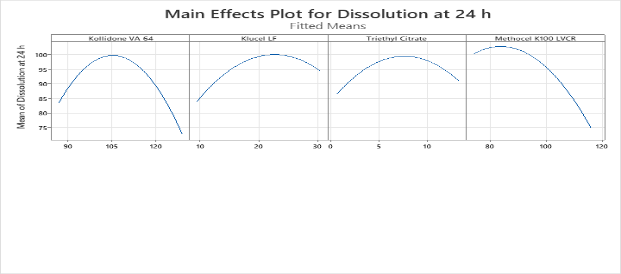 Main Effects Plot for Dissolution at 24 h
Fitted Means
Kollidone VA 64 Klucel LF Triethyl Citrate Methocel K100 LVCR
Mean of Dissolution at 24 h
100
95
90
85
80
75
90 105 120 10 20 30 0 5 10 80 100 120